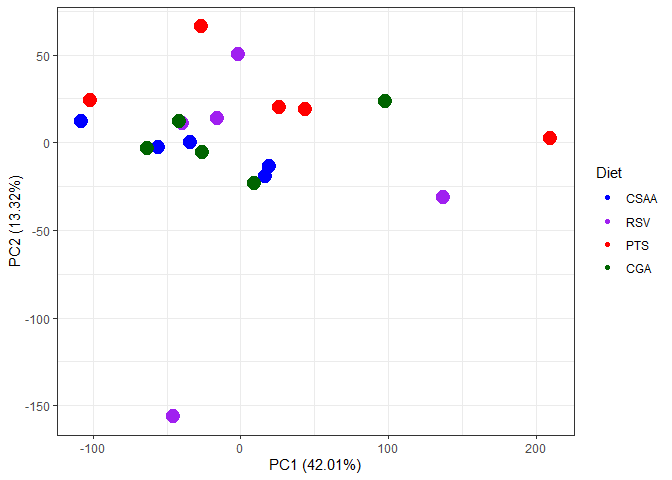 50
0
-50
-100
-150
PC2 (13.32%)
-100
0
100
200
PC1 (42.01%)
Diet
CSAA
RSV
PTS
CGA